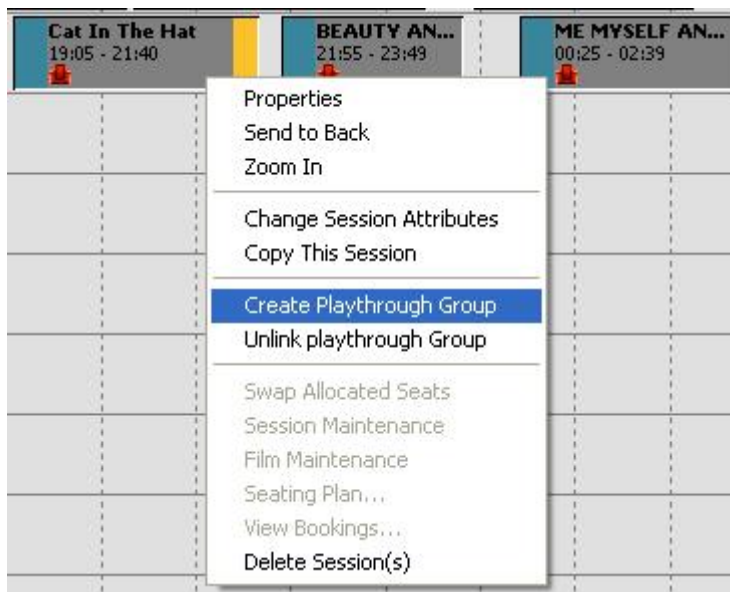 Cat In The Hat
19:05 - 21:40
BEAUTY AN...
21:55 - 23:49
ME MYSELF AN...
00:25 - 02:39
Properties
Send to Back
Zoom In
Change Session Attributes
Copy This Session
Create Playthrough Group
Unlink playthrough Group
Swap Allocated Seats
Session Maintenance
Film Maintenance
Seating Plan...
View Bookings...
Delete Session(s)